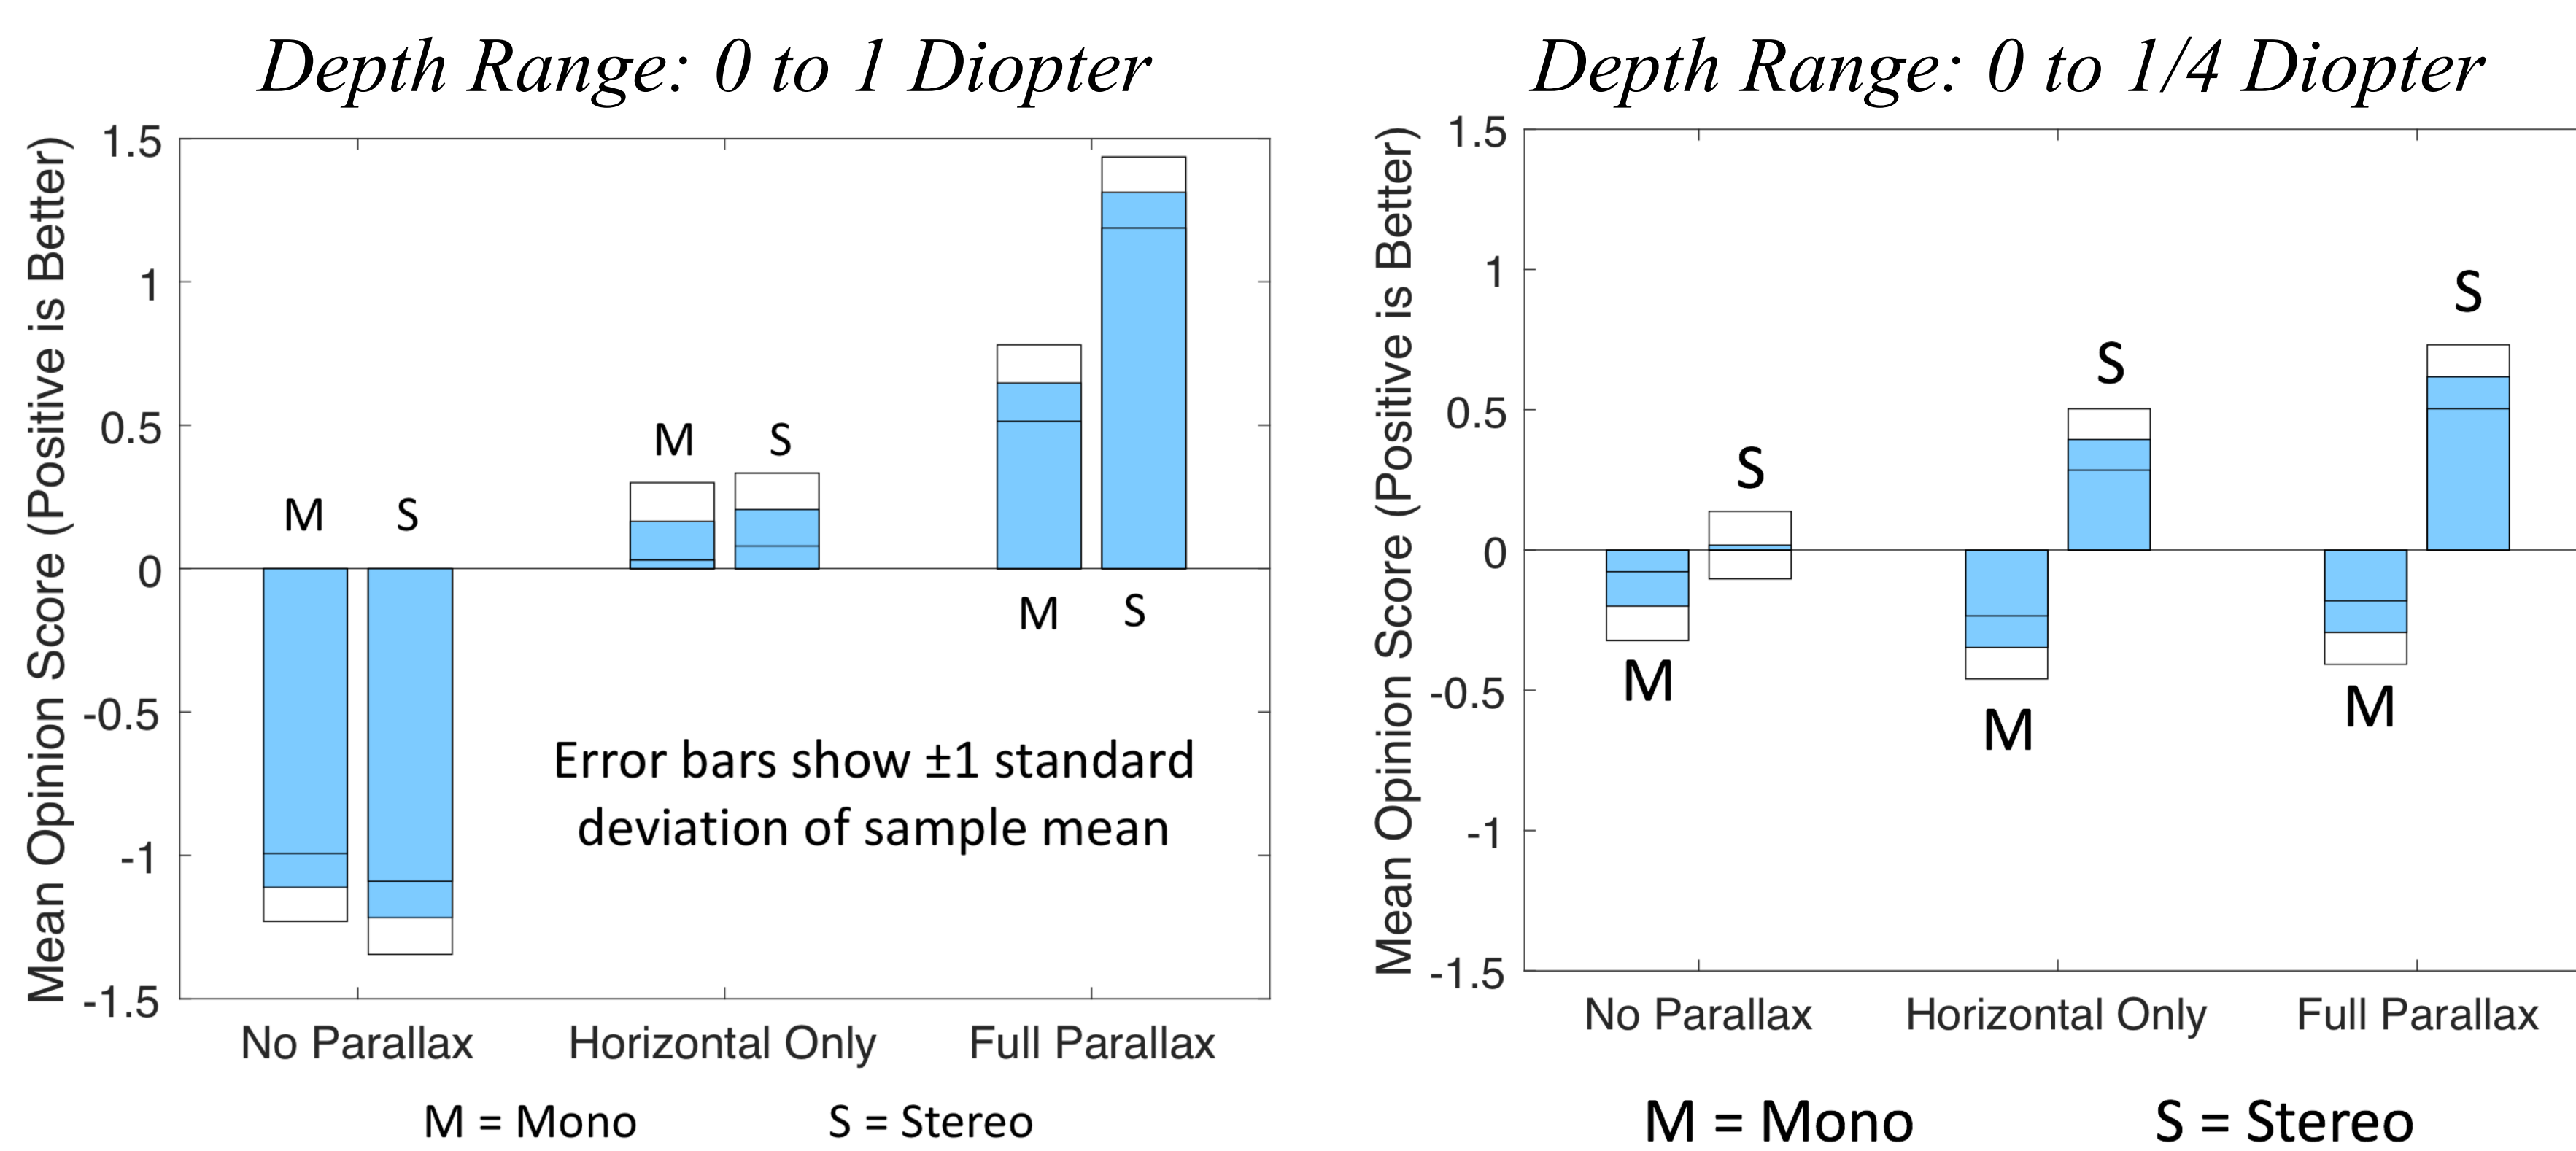 Depth Range: 0 to 1 Diopter
Mean Opinion Score (Positive is Better)
1.5
1
0.5
0
-0.5
-1
-1.5
M S
M S
M S
Error bars show ±1 standard
deviation of sample mean
No Parallax Horizontal Only Full Parallax
M = Mono S = Stereo
Depth Range: 0 to 1/4 Diopter
Mean Opinion Score (Positive is Better)
1.5
1
0.5
0
-0.5
-1
-1.5
S
S
S
M
M
M
No Parallax Horizontal Only Full Parallax
M = Mono S = Stereo